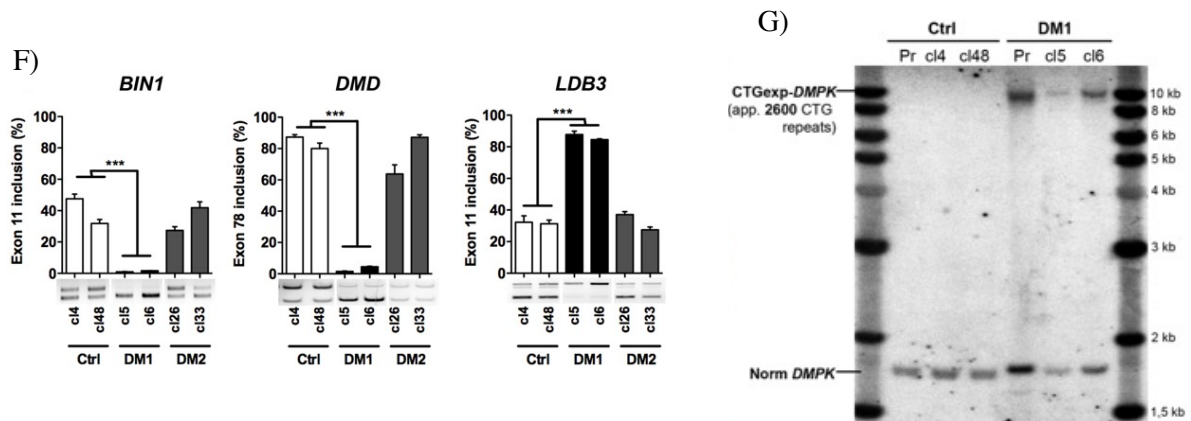 F)
BIN1
Exon 11 inclusion (%)
100
80
60
40
20
0
***
cl4
cl48
cl5
cl6
cl26
cl33
Ctrl
DM1
DM2
DMD
Exon 78 inclusion (%)
100
80
60
40
20
0
***
cl4
cl48
cl5
cl6
cl26
cl33
Ctrl
DM1
DM2
LDB3
Exon 11 inclusion (%)
100
80
60
40
20
0
***
cl4
cl48
cl5
cl6
cl26
cl33
Ctrl
DM1
DM2
G)
Ctrl
DM1
Pr cl4 cl48 Pr cl5 cl6
CTGexp-DMPK
(app. 2600 CTG
repeats)
Norm DMPK
10 kb
8 kb
6 kb
5 kb
4 kb
3 kb
2 kb
1,5 kb